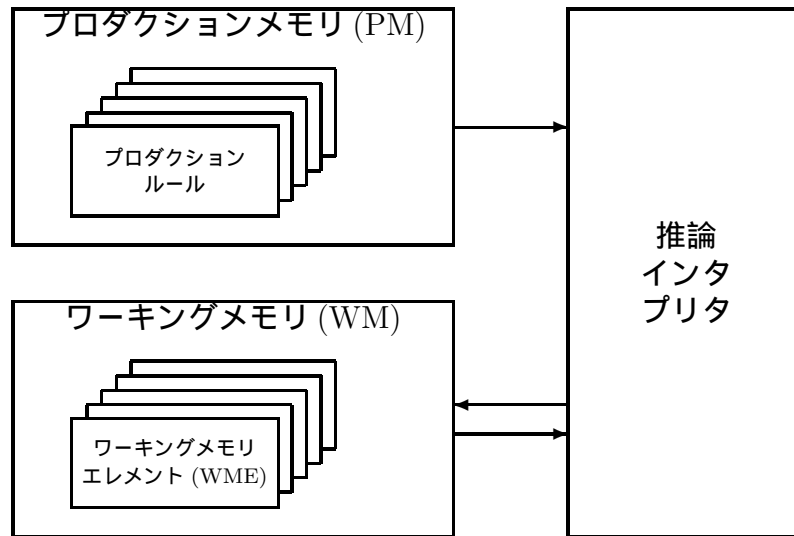 プロダクションメモリ (PM)
プロダクション
ルール
ワーキングメモリ (WM)
ワーキングメモリ
エレメント (WME)
推論
インタ
プリタ